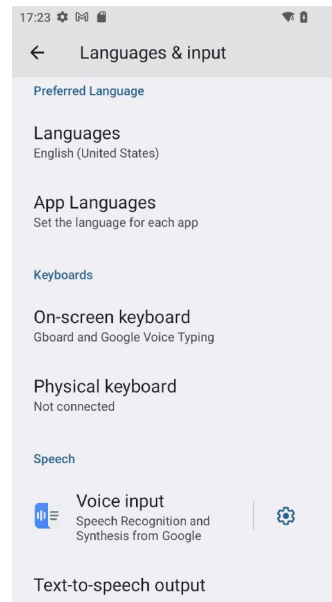 17:23
Languages & input
Preferred Language
Languages
English (United States)
App Languages
Set the language for each app
Keyboards
On-screen keyboard
Gboard and Google Voice Typing
Physical keyboard
Not connected
Speech
Voice input
Speech Recognition and
Synthesis from Google
Text-to-speech output